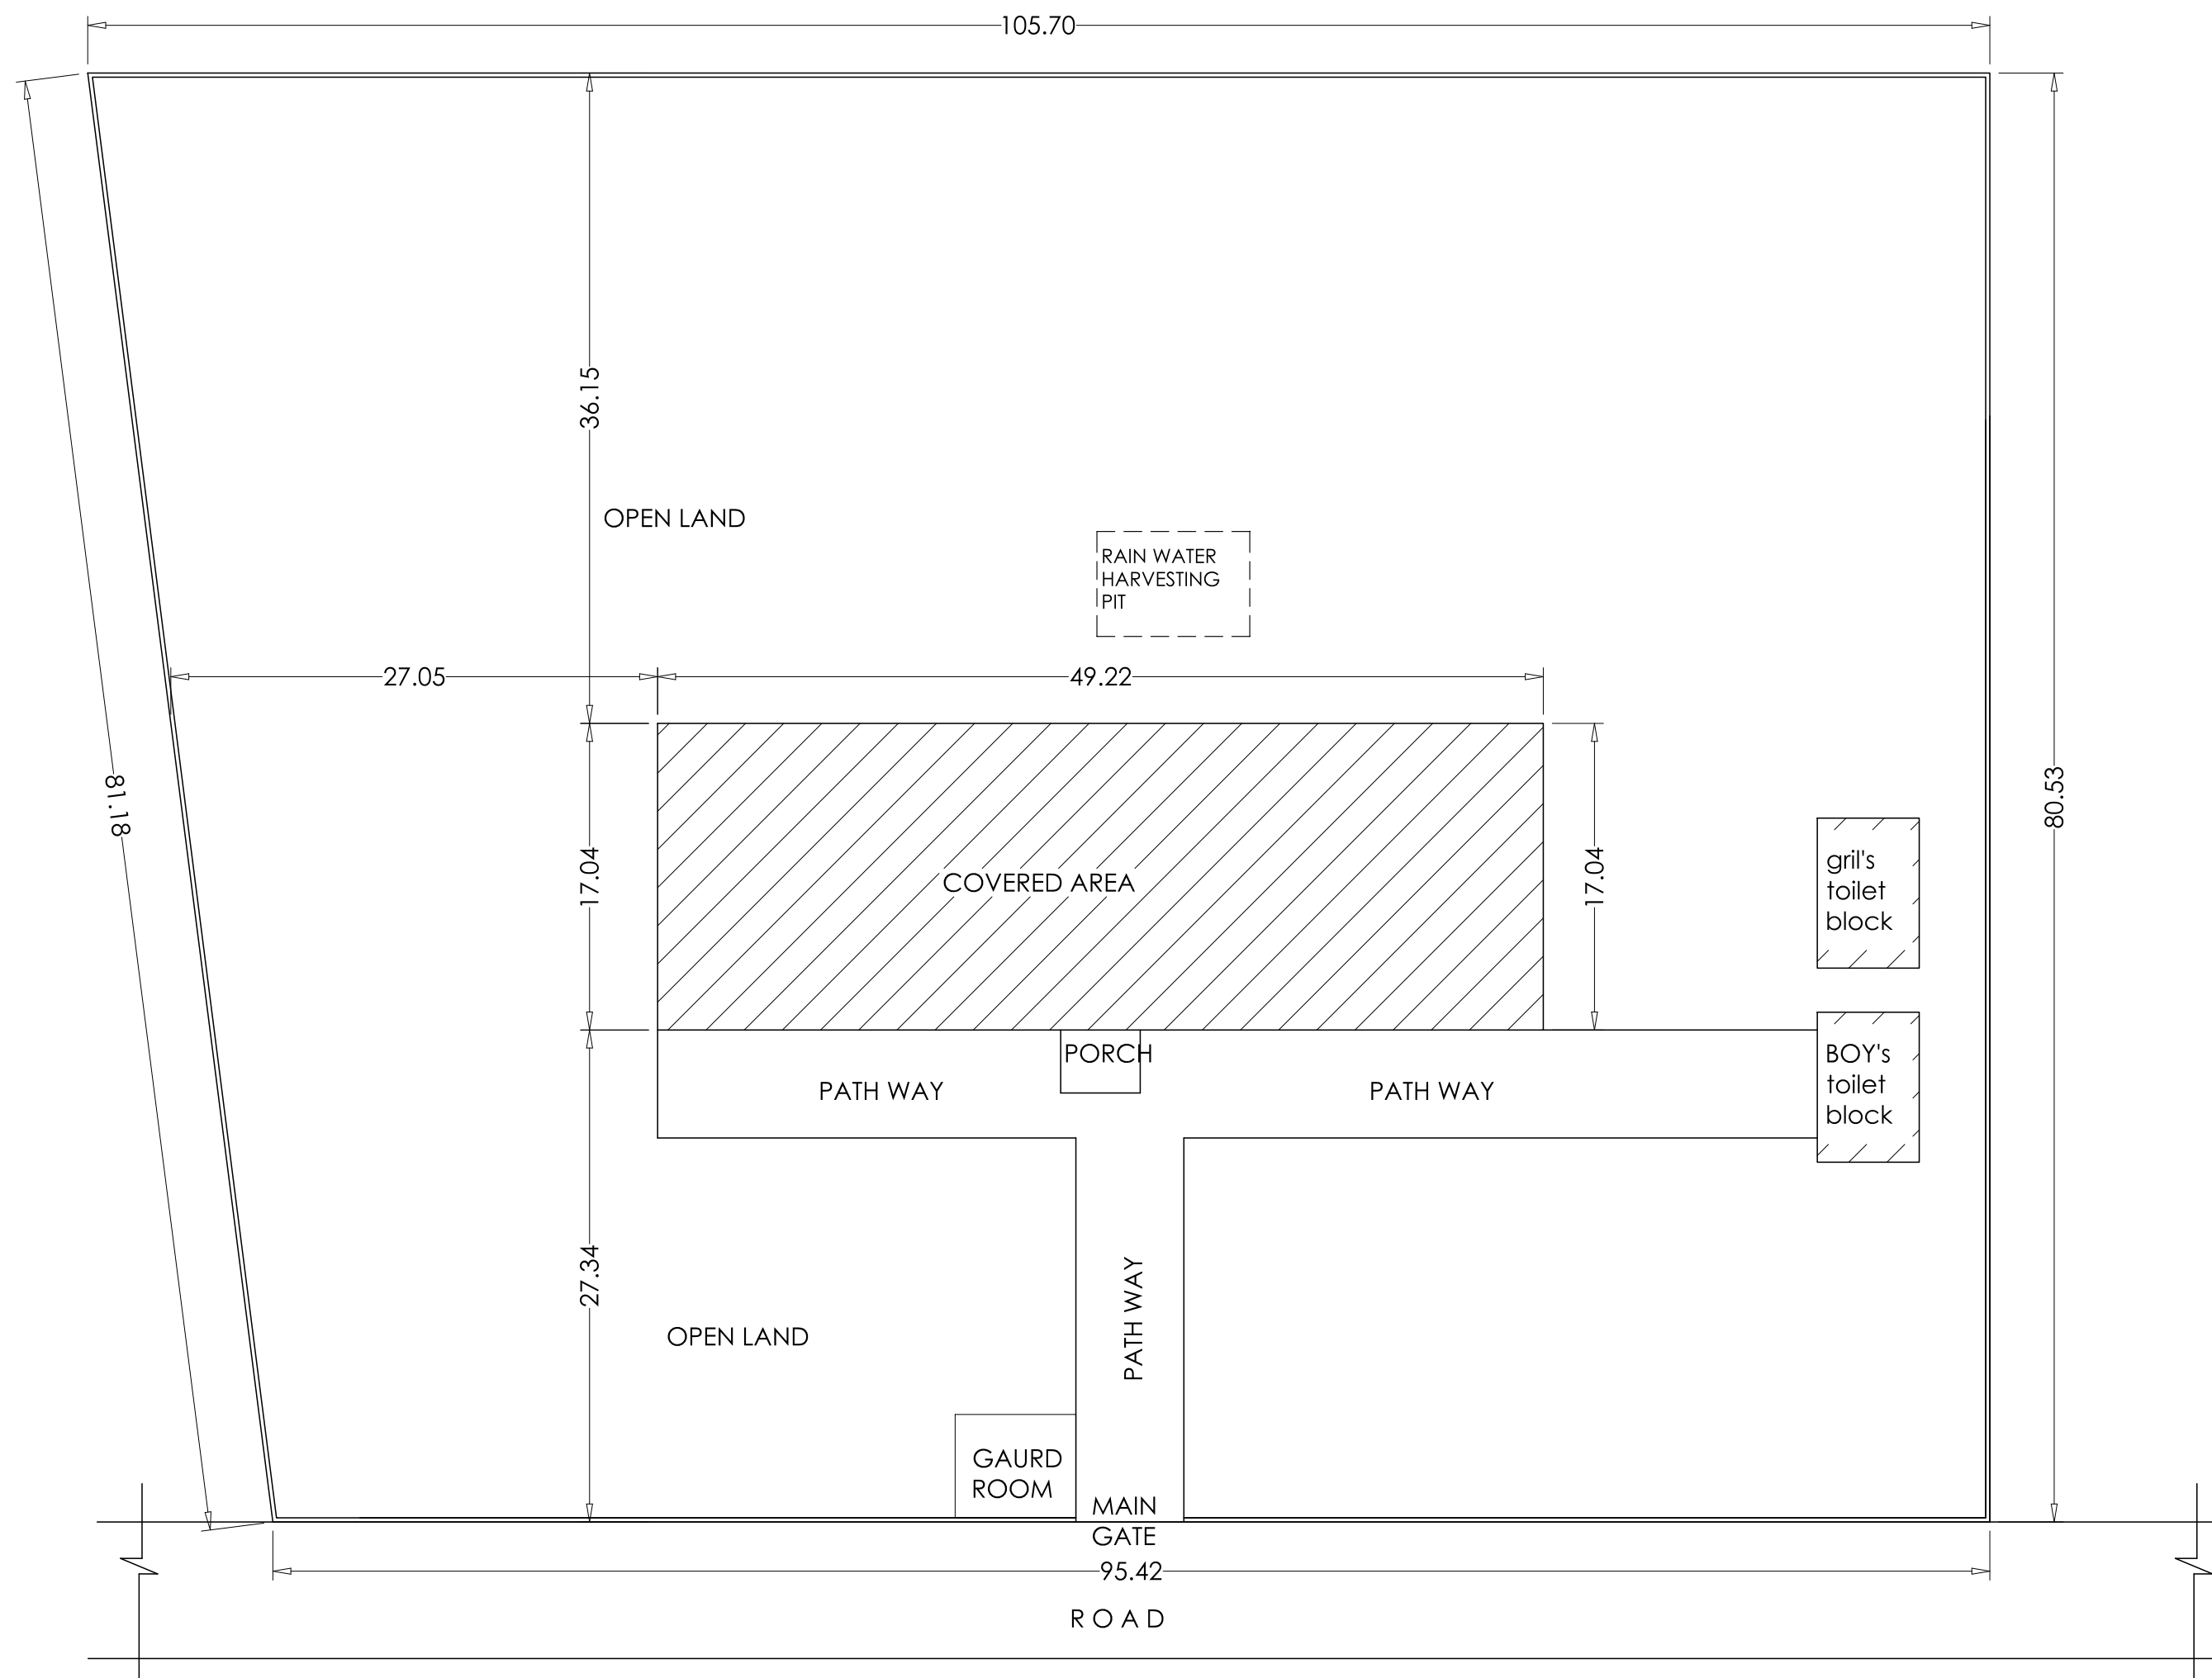 105.70
36.15
OPEN LAND
RAIN WATER
HARVESTING
PIT
27.05
49.22
81.18
80.53
17.04
COVERED AREA
17.04
gril's
toilet
block
PORCH
BOY's
toilet
block
PATH WAY
PATH WAY
27.34
PATH WAY
OPEN LAND
GAURD
ROOM
MAIN
GATE
95.42
ROAD